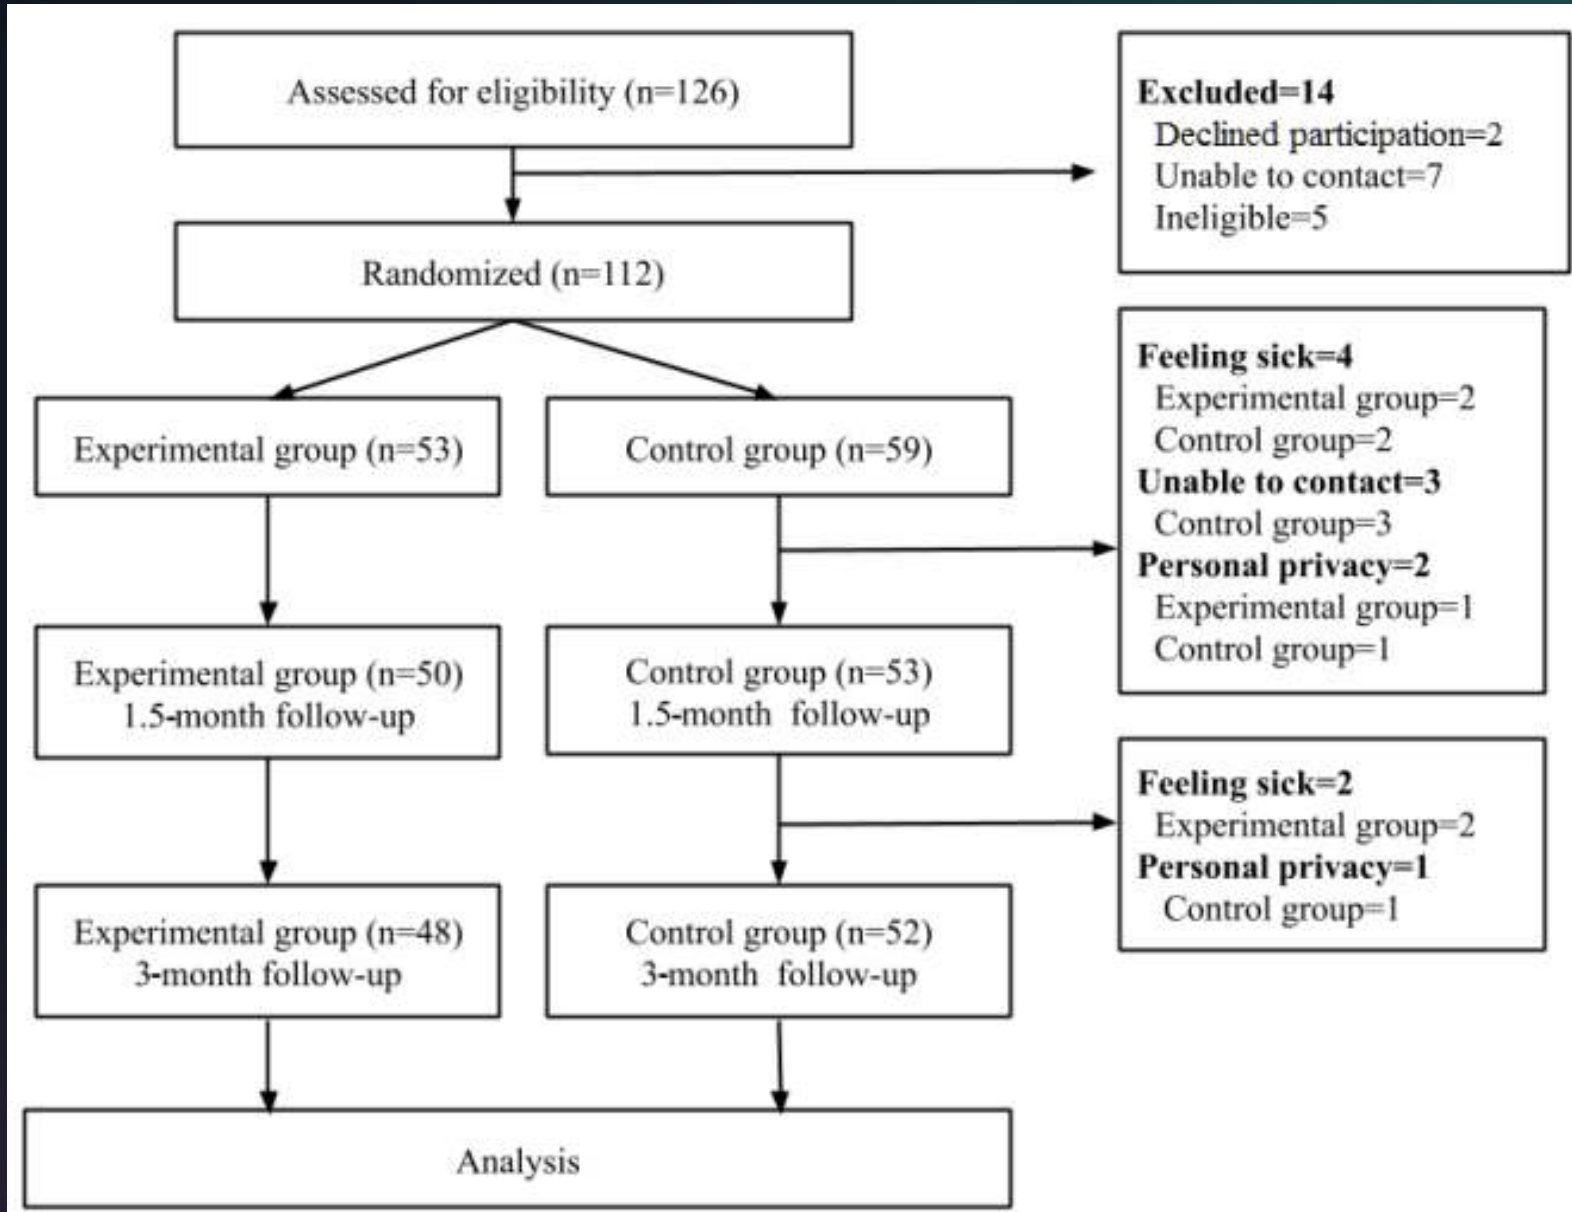 Assessed for eligibility (n=126)
Excluded=14
Declined participation=2
Unable to contact=7
Ineligible=5
Randomized (n=112)
Experimental group (n=53)
Control group (n=59)
Feeling sick=4
Experimental group=2
Control group=2
Unable to contact=3
Control group=3
Personal privacy=2
Experimental group=1
Control group=1
Experimental group (n=50)
1.5-month follow-up
Control group (n=53)
1.5-month follow-up
Feeling sick=2
Experimental group=2
Personal privacy=1
Control group=1
Experimental group (n=48)
3-month follow-up
Control group (n=52)
3-month follow-up
Analysis